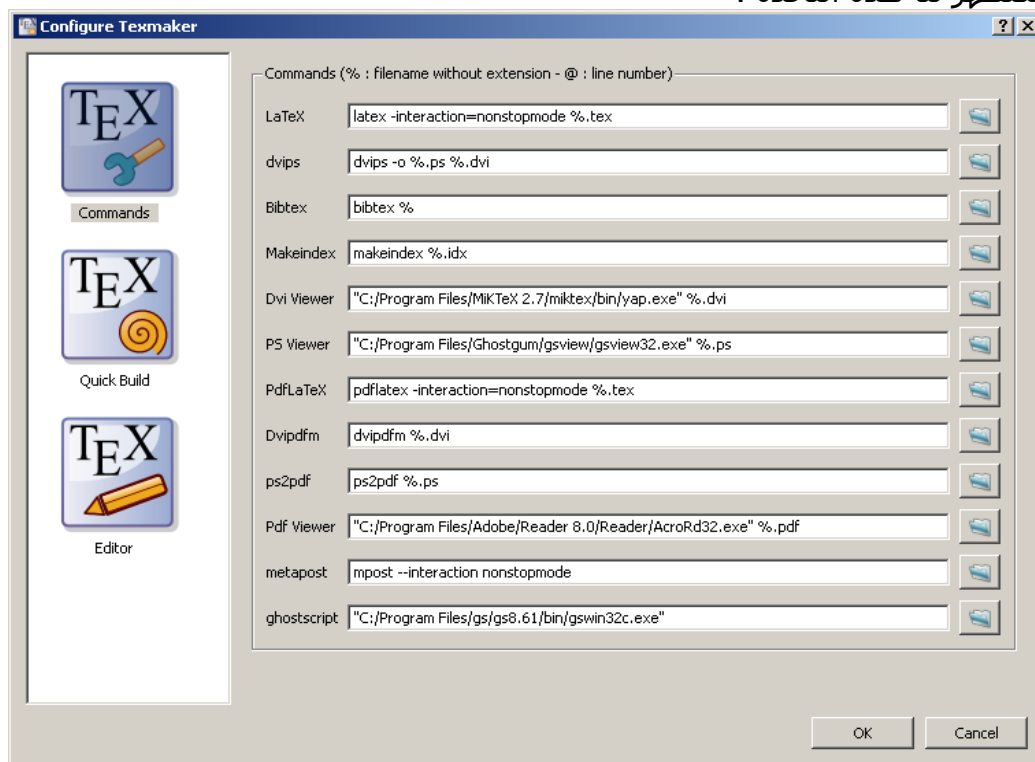 Configure Texmaker
TEX
Commands
TEX
Quick Build
TEX
Editor
Commands (% : filename without extension - @ : line number)
LaTeX latex -interaction=nonstopmode %.tex
dvips dvips -o %.ps %.dvi
Bibtex bibtex %
Makeindex makeindex %.idx
Dvi Viewer "C:/Program Files/MiKTeX 2.7/miktex/bin/yap.exe" %.dvi
PS Viewer "C:/Program Files/Ghostgum/gsview/gsview32.exe" %.ps
PdfLaTeX pdflatex -interaction=nonstopmode %.tex
Dvipdfm dvipdfm %.dvi
ps2pdf ps2pdf %.ps
Pdf Viewer "C:/Program Files/Adobe/Reader 8.0/Reader/AcroRd32.exe" %.pdf
metapost mpost --interaction nonstopmode
ghostscript "C:/Program Files/gs/gs8.61/bin/gswin32c.exe"
OK Cancel